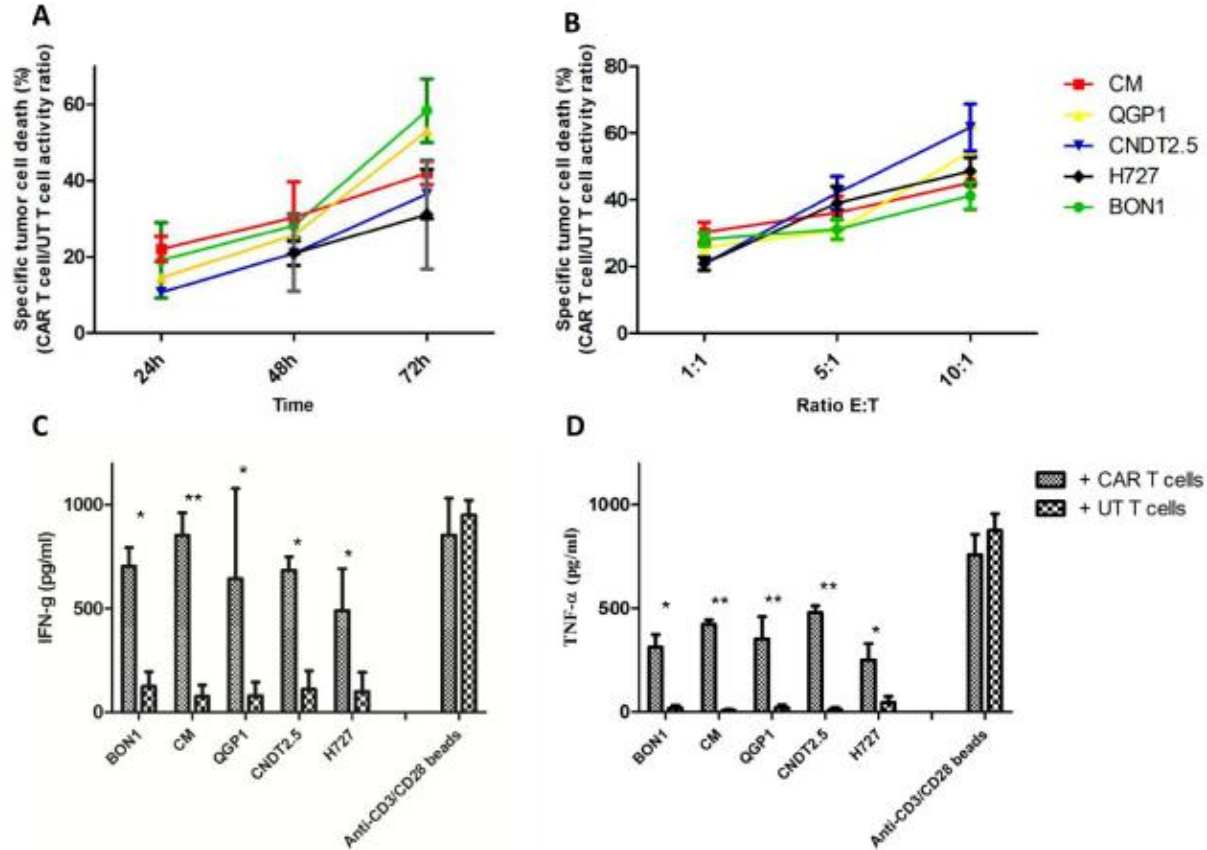 A
Specific tumor cell death (%)
(CAR T cell/UT T cell activity ratio)
60
40
20
0
24h
48h
72h
Time
B
Specific tumor cell death (%)
(CAR T cell/UT T cell activity ratio)
80
60
40
20
0
1:1
5:1
10:1
Ratio E:T
CM
QGP1
CNDT2.5
H727
BON1
C
IFN-g (pg/ml)
1000
500
0
*
**
*
*
*
BON1
CM
QGP1
CNDT2.5
H727
Anti-CD3/CD28 beads
D
TNF-α (pg/ml)
1000
500
0
*
**
**
**
*
BON1
CM
QGP1
CNDT2.5
H727
Anti-CD3/CD28 beads
+ CAR T cells
+ UT T cells